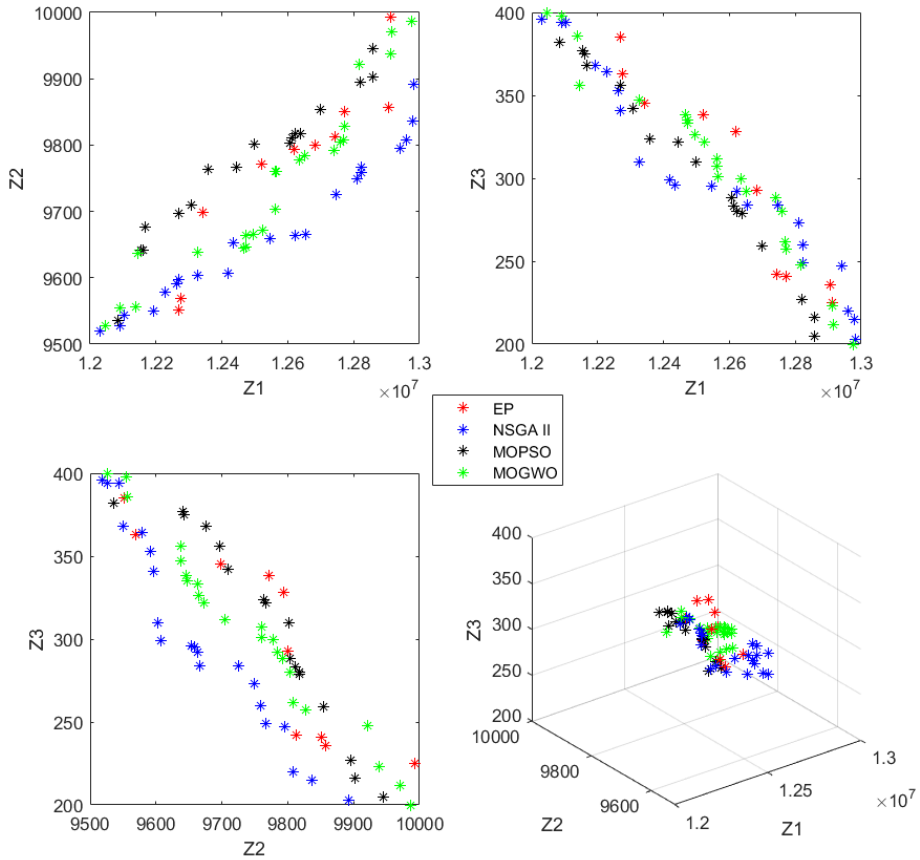 10000
9900
9800
9700
9600
9500
Z2
1.2 1.22 1.24 1.26 1.28 1.3
Z1
×10^7
400
350
300
250
200
Z3
1.2 1.22 1.24 1.26 1.28 1.3
Z1
×10^7
EP
NSGA II
MOPSO
MOGWO
400
350
300
250
200
Z3
9500 9600 9700 9800 9900 10000
Z2
400
350
300
250
200
Z3
10000
9800
9600
Z2
1.2
1.25
1.3
Z1
×10^7